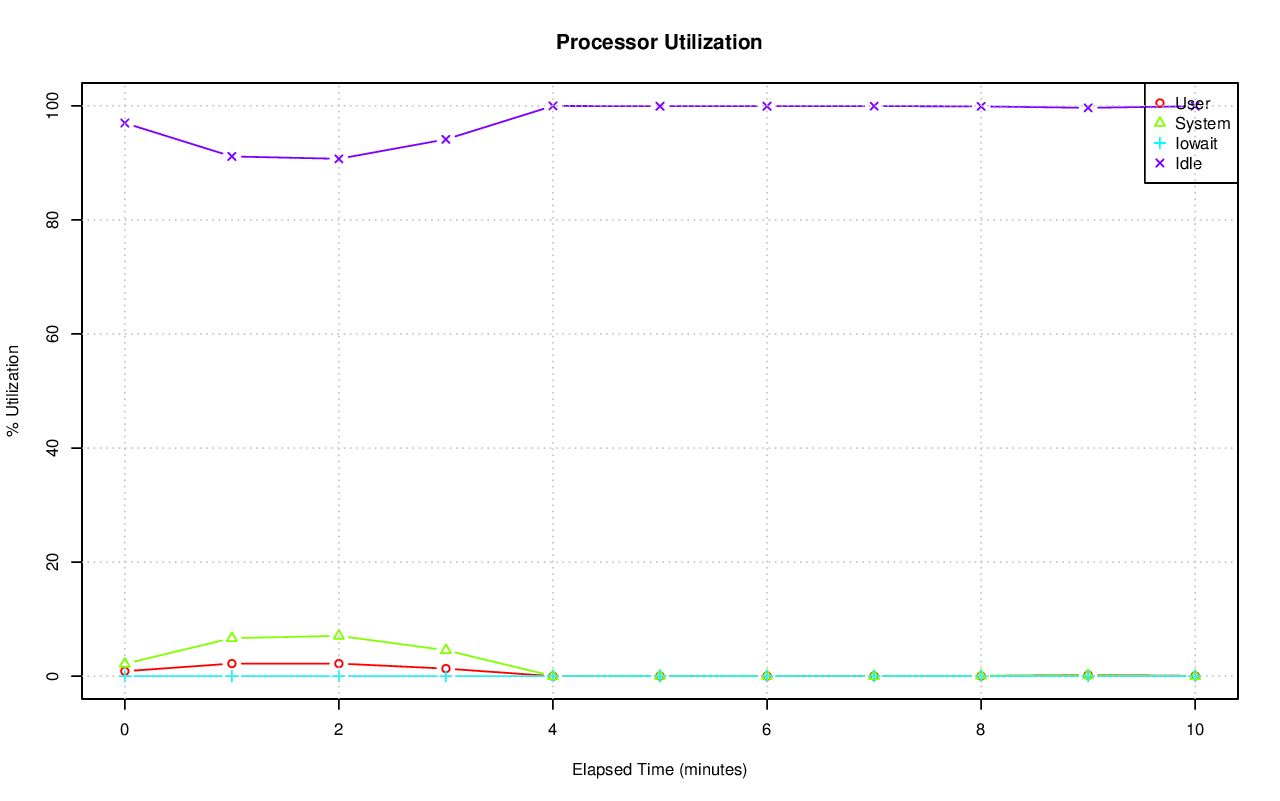 Processor Utilization
100
80
60
40
20
0
% Utilization
User
System
Iowait
Idle
0 2 4 6 8 10
Elapsed Time (minutes)